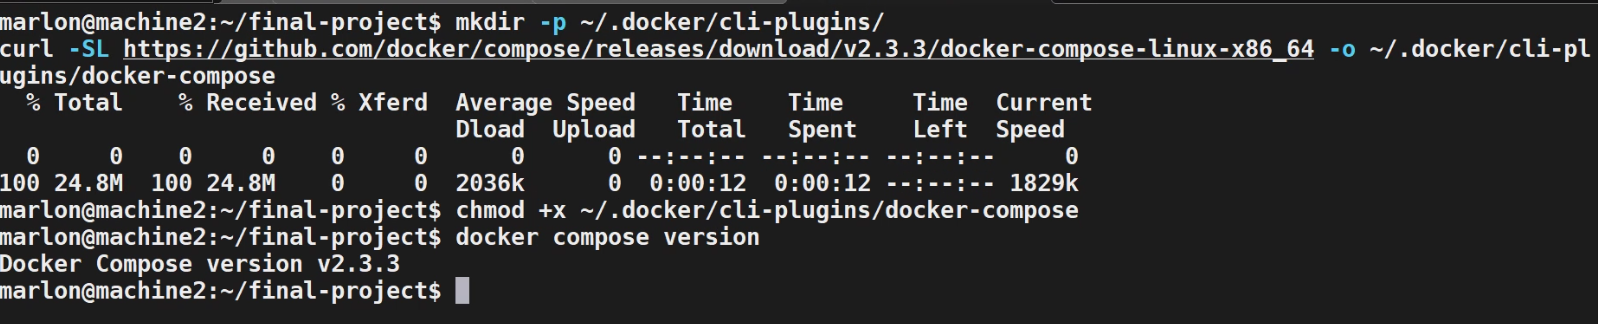 marlon@machine2:~/final-project$ mkdir -p ~/.docker/cli-plugins/
curl -SL https://github.com/docker/compose/releases/download/v2.3.3/docker-compose-linux-x86_64 -o ~/.docker/cli-pl
ugins/docker-compose
  % Total    % Received % Xferd  Average Speed   Time    Time     Time  Current
                                 Dload  Upload   Total   Spent    Left  Speed
  0     0    0     0    0     0      0      0 --:--:-- --:--:-- --:--:--     0
100 24.8M  100 24.8M    0     0  2036k      0  0:00:12  0:00:12 --:--:-- 1829k
marlon@machine2:~/final-project$ chmod +x ~/.docker/cli-plugins/docker-compose
marlon@machine2:~/final-project$ docker compose version
Docker Compose version v2.3.3
marlon@machine2:~/final-project$